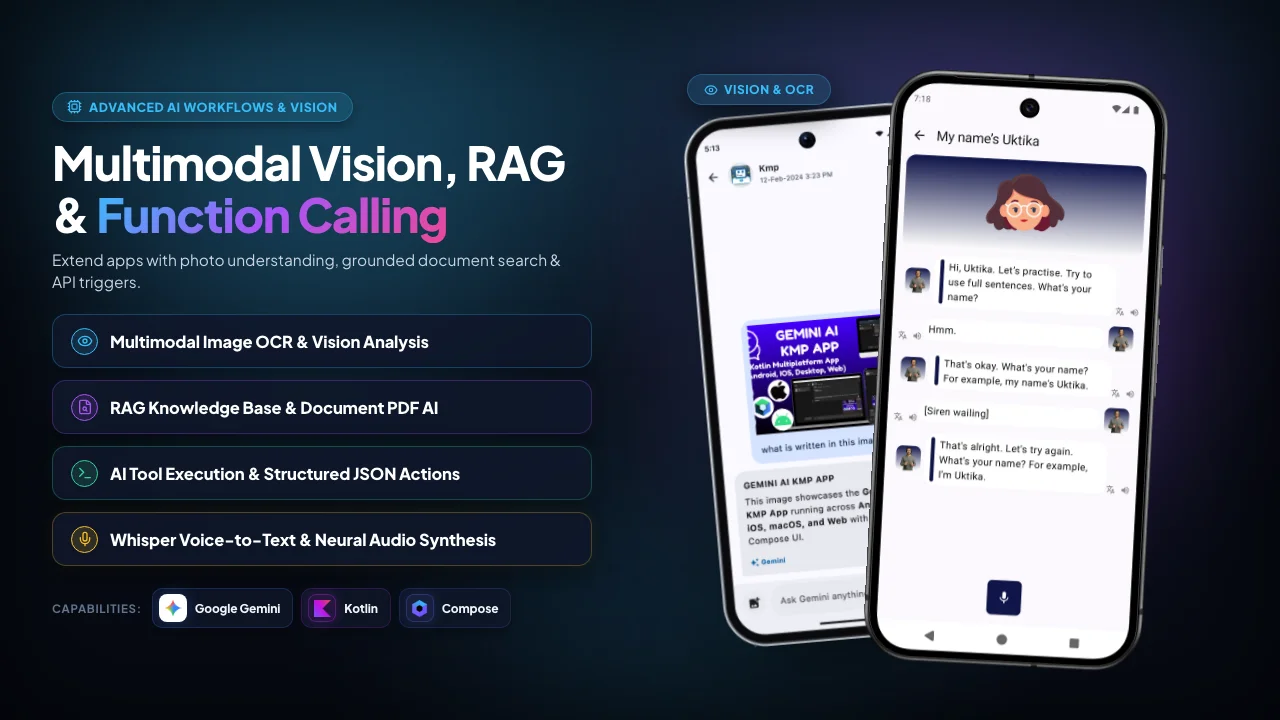 ADVANCED AI WORKFLOWS & VISION
Multimodal Vision, RAG
& Function Calling
Extend apps with photo understanding, grounded document search &
API triggers.
Multimodal Image OCR & Vision Analysis
RAG Knowledge Base & Document PDF AI
AI Tool Execution & Structured JSON Actions
Whisper Voice-to-Text & Neural Audio Synthesis
CAPABILITIES:
Google Gemini
Kotlin
Compose
VISION & OCR
5:13
Kmp
12-Feb-2024 3:23 PM
GEMINI AI
KMP APP
Kotlin Multiplatform App
Android, IOS, Desktop, Web)
what is written in this ima
GEMINI AI KMP APP
This image showcases the
KMP App running across
iOS, macOS, and Web with
Compose UI.
Gemini
Ask Gemini anythin
7:18
My name's Uktika
Hi, Uktika. Let's practise. Try to
use full sentences. What's your
name?
Hmm.
That's okay. What's your name?
For example, my name's Uktika.
[Siren wailing]
That's alright. Let's try again.
What's your name? For example,
I'm Uktika.